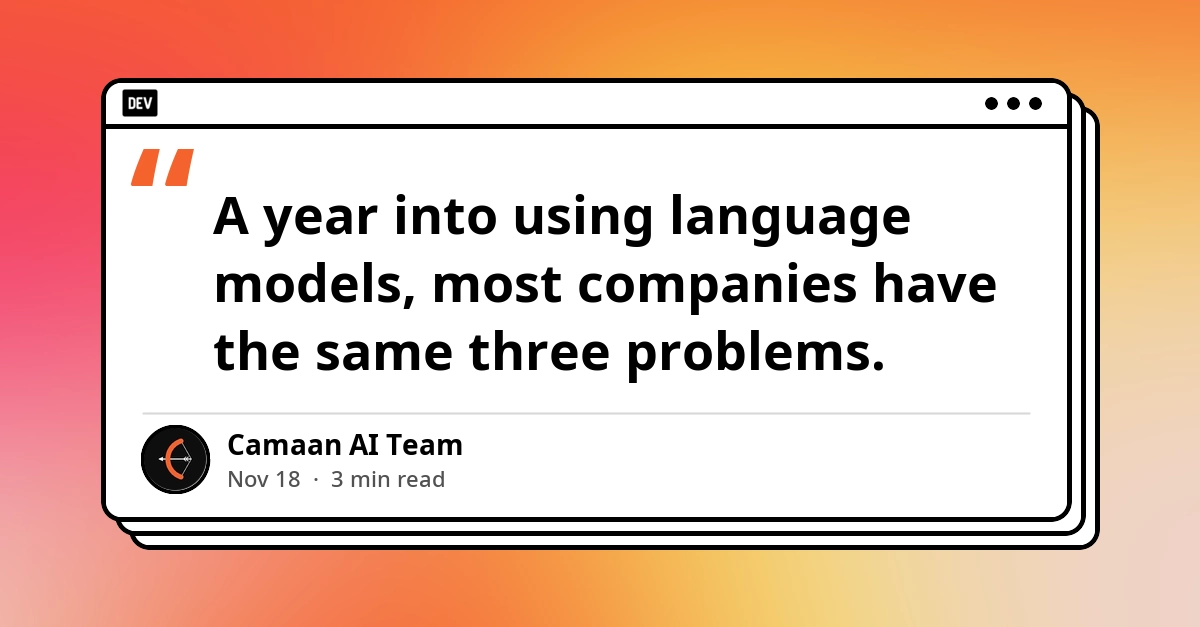 DEV
“
A year into using language
models, most companies have
the same three problems.
Camaan AI Team
Nov 18 · 3 min read